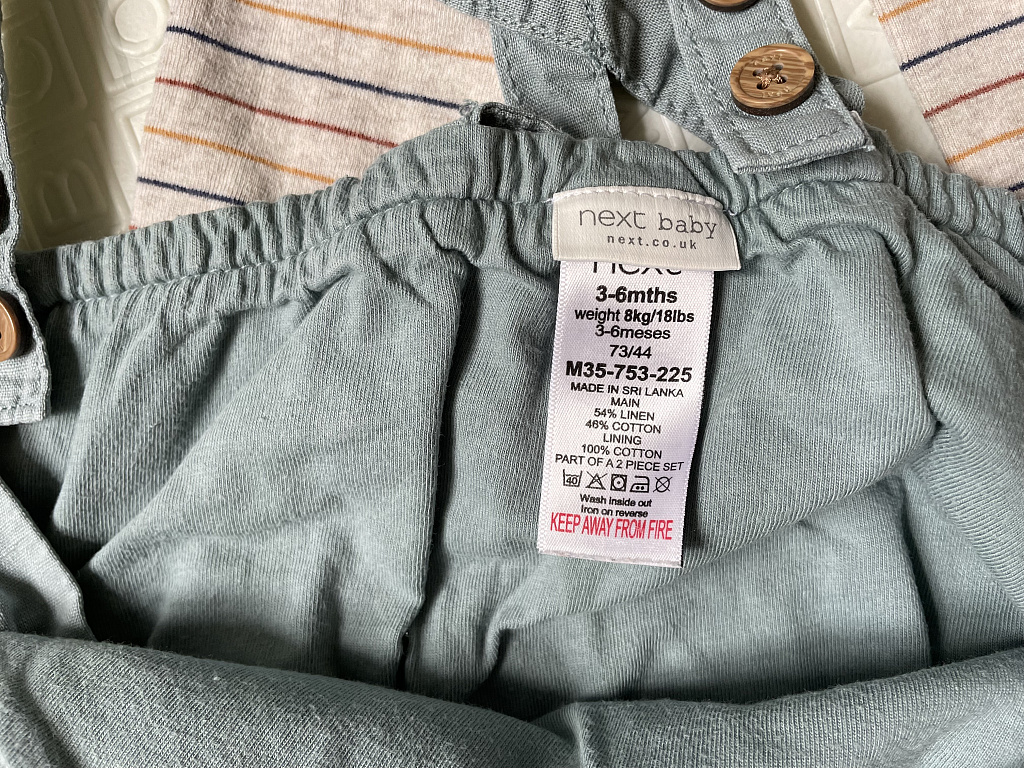 next baby
next.co.uk
next
3-6mths
weight 8kg/18lbs
3-6meses
73/44
M35-753-225
MADE IN SRI LANKA
MAIN
54% LINEN
46% COTTON
LINING
100% COTTON
PART OF A 2 PIECE SET
40
Wash inside out
Iron on reverse
KEEP AWAY FROM FIRE